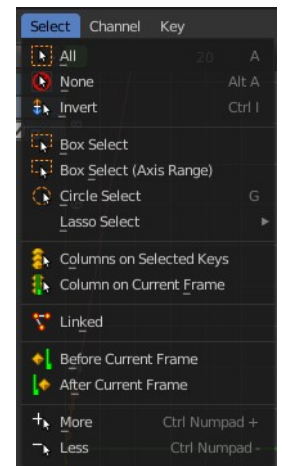 Select Channel Key
All A
None Alt A
Invert Ctrl I
Box Select
Box Select (Axis Range)
Circle Select G
Lasso Select
Columns on Selected Keys
Column on Current Frame
Linked
Before Current Frame
After Current Frame
More Ctrl Numpad +
Less Ctrl Numpad -